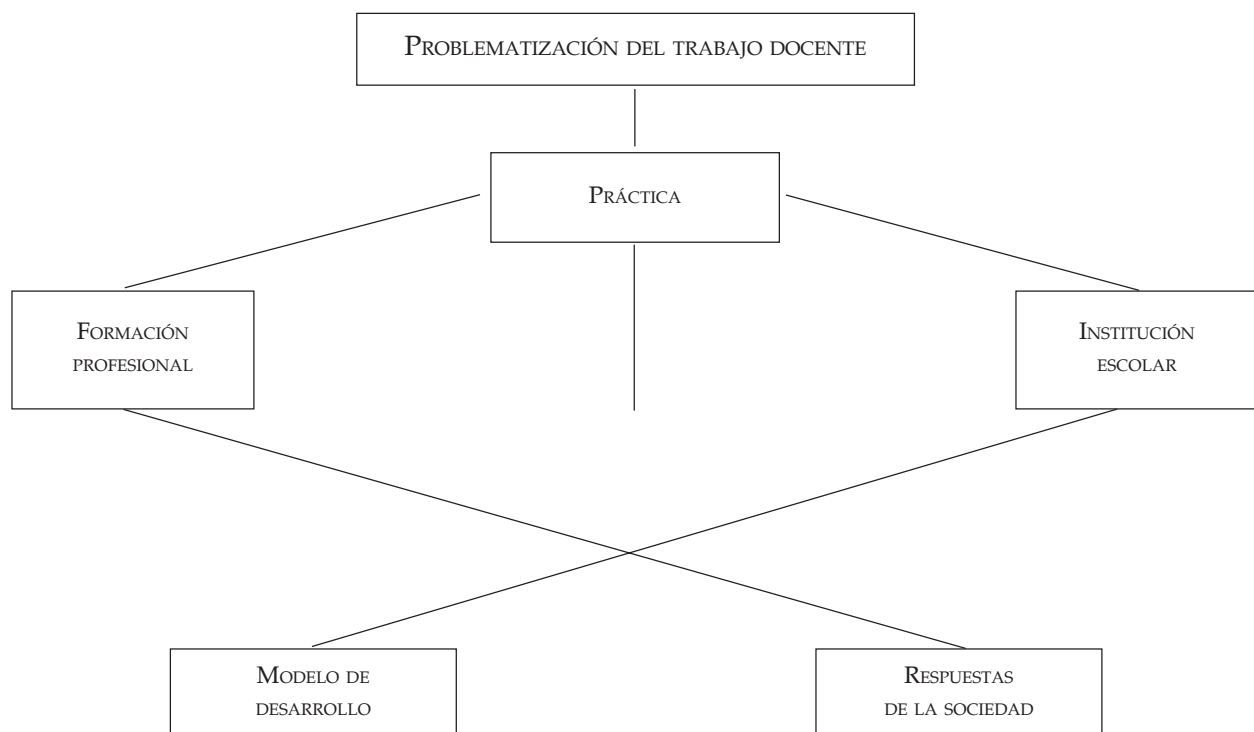 Problematización del trabajo docente
Práctica
Formación
profesional
Institución
escolar
Modelo de
desarrollo
Respuestas
de la sociedad